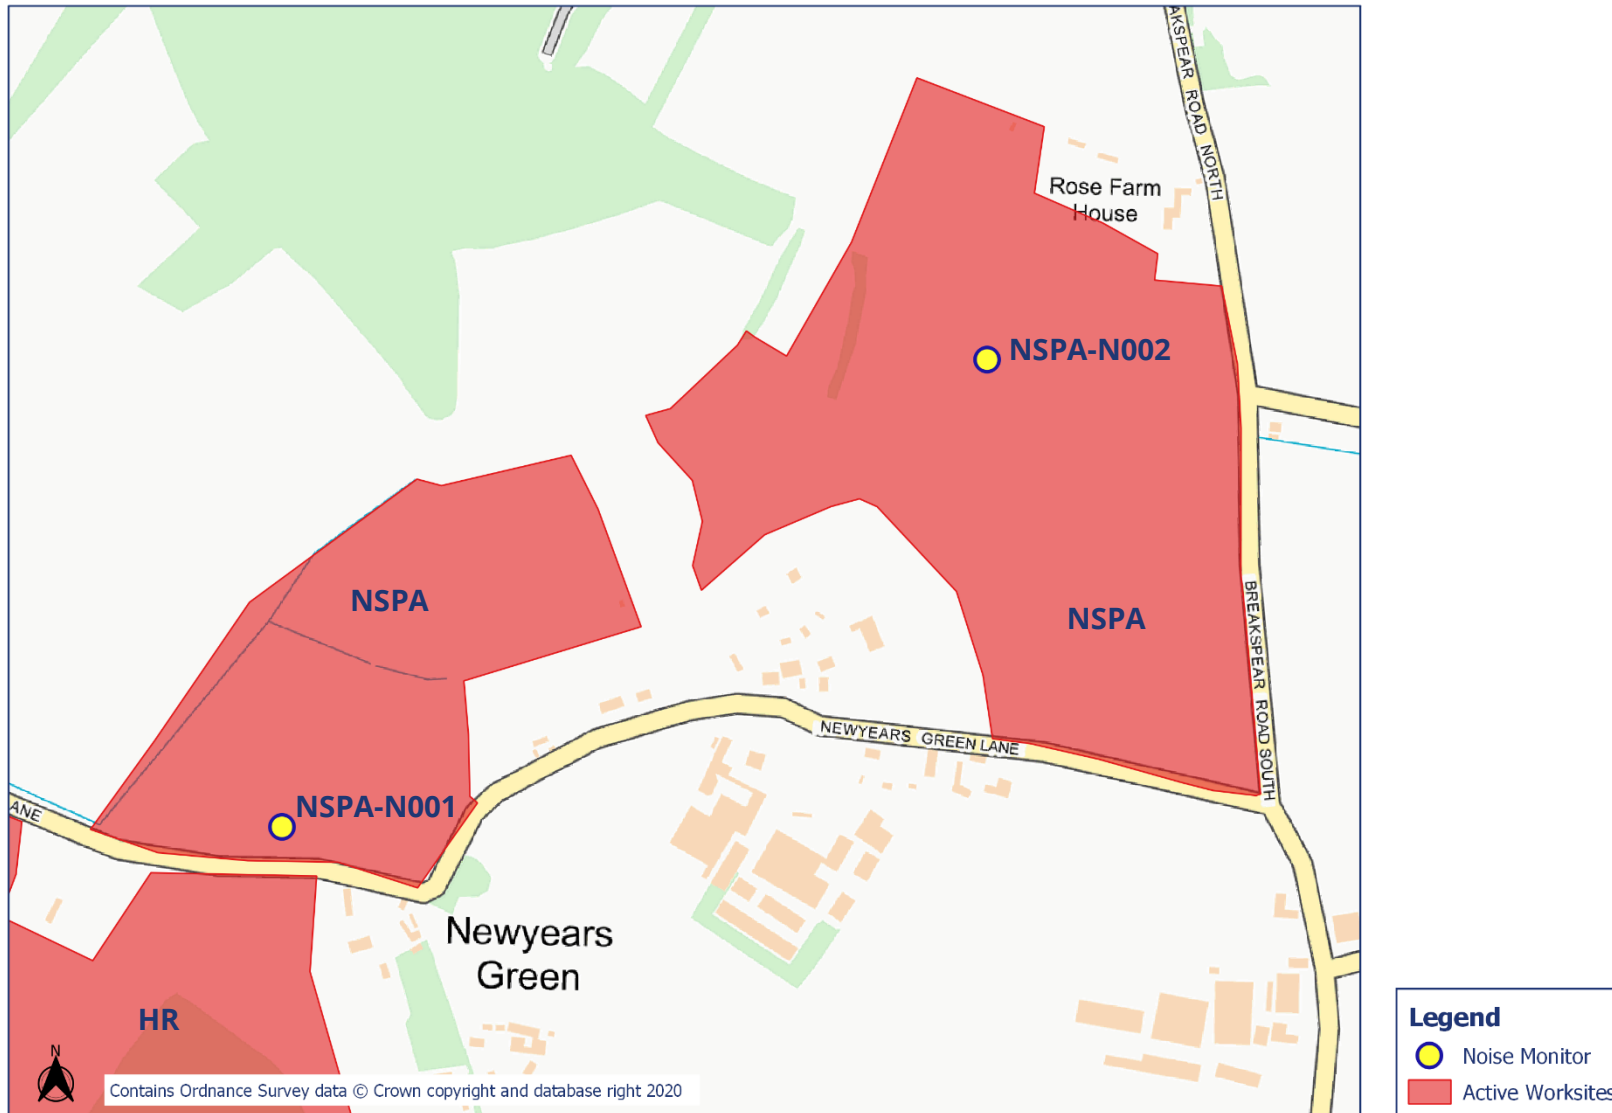 AKSPEAR ROAD NORTH
Rose Farm
House
NSPA-N002
NSPA
NSPA
BREAKSPEAR ROAD SOUTH
NEWYEARS GREEN LANE
NSPA-N001
ANE
Newyears
Green
HR
N
Contains Ordnance Survey data © Crown copyright and database right 2020
Legend
Noise Monitor
Active Worksites